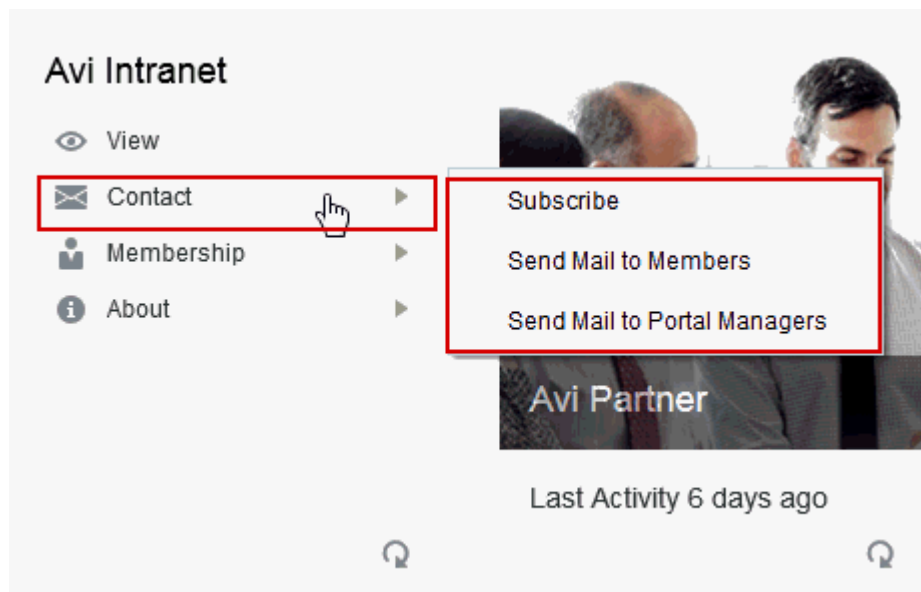 Avi Intranet
View
Contact
Membership
About
Subscribe
Send Mail to Members
Send Mail to Portal Managers
Avi Partner
Last Activity 6 days ago